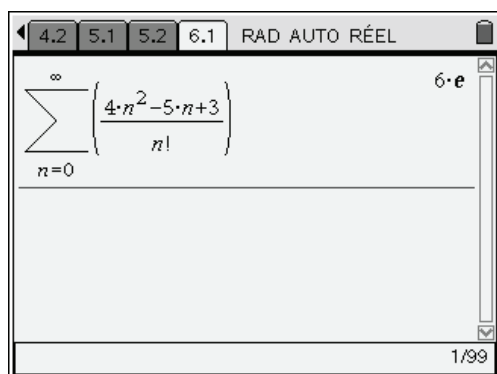 4.2 5.1 5.2 6.1 RAD AUTO RÉEL
∞
∑ (4·n²−5·n+3 / n!) 6·e
n=0
1/99